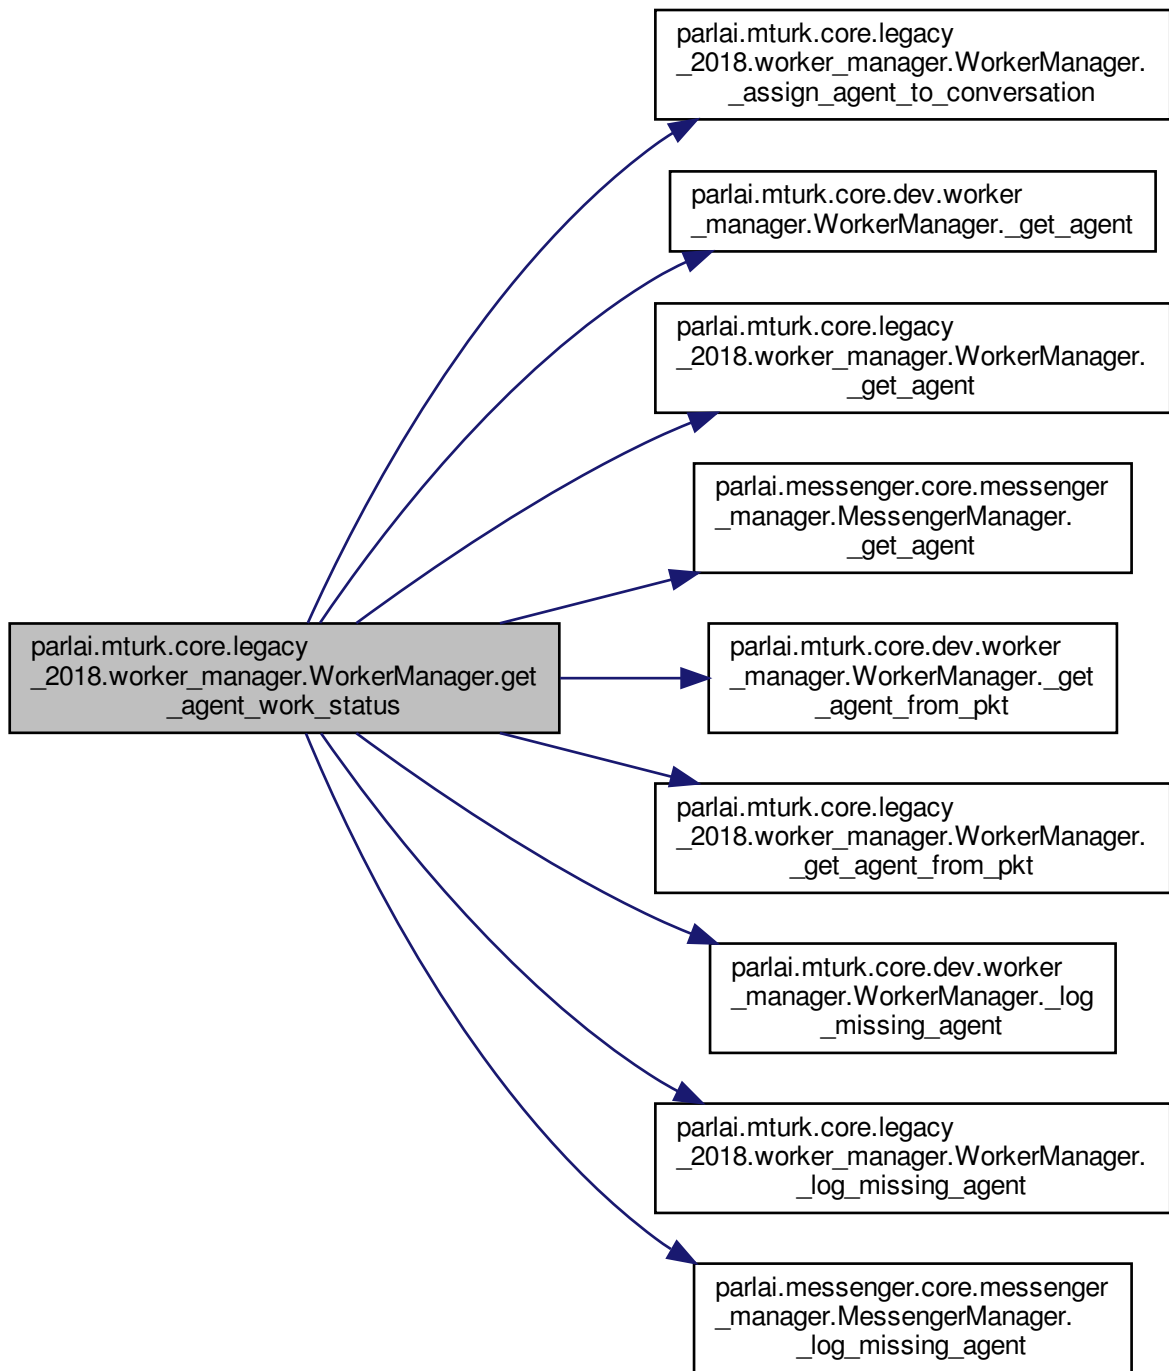 parlai.mturk.core.legacy
_2018.worker_manager.WorkerManager.
_assign_agent_to_conversation
parlai.mturk.core.dev.worker
_manager.WorkerManager._get_agent
parlai.mturk.core.legacy
_2018.worker_manager.WorkerManager.
_get_agent
parlai.messenger.core.messenger
_manager.MessengerManager.
_get_agent
parlai.mturk.core.legacy
_2018.worker_manager.WorkerManager.get
_agent_work_status
parlai.mturk.core.dev.worker
_manager.WorkerManager._get
_agent_from_pkt
parlai.mturk.core.legacy
_2018.worker_manager.WorkerManager.
_get_agent_from_pkt
parlai.mturk.core.dev.worker
_manager.WorkerManager._log
_missing_agent
parlai.mturk.core.legacy
_2018.worker_manager.WorkerManager.
_log_missing_agent
parlai.messenger.core.messenger
_manager.MessengerManager.
_log_missing_agent